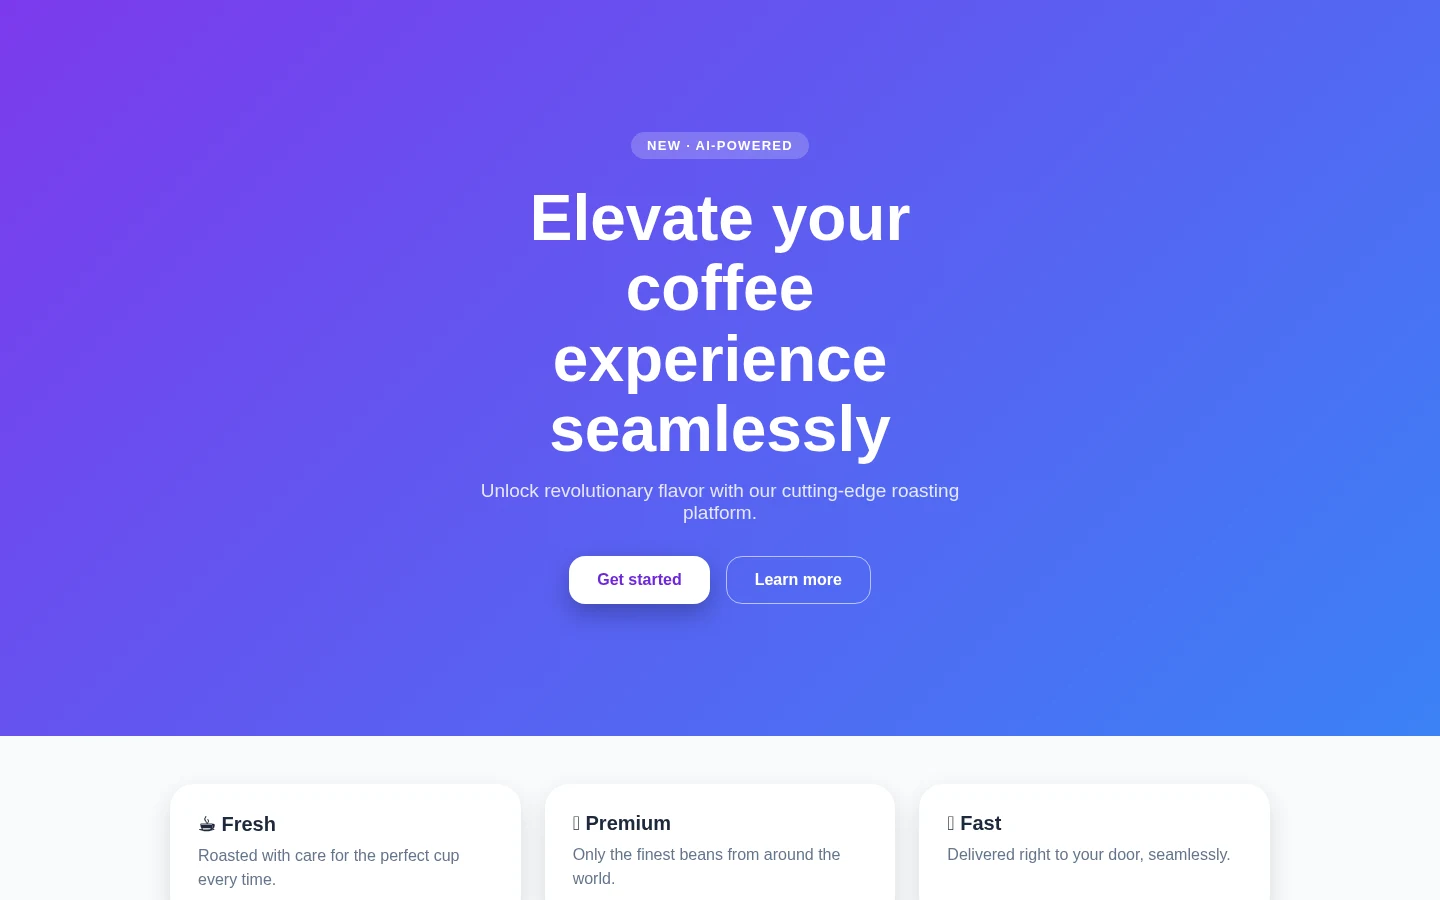 NEW · AI-POWERED
Elevate your
coffee
experience
seamlessly
Unlock revolutionary flavor with our cutting-edge roasting
platform.
Get started
Learn more
☕ Fresh
Roasted with care for the perfect cup
every time.
Premium
Only the finest beans from around the
world.
Fast
Delivered right to your door, seamlessly.